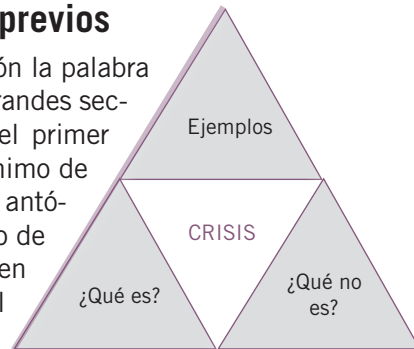 previos
ón la palabra
randes sec-
el primer
nimo de
antó-
o de
en
l
Ejemplos
CRISIS
¿Qué es?
¿Qué no
es?